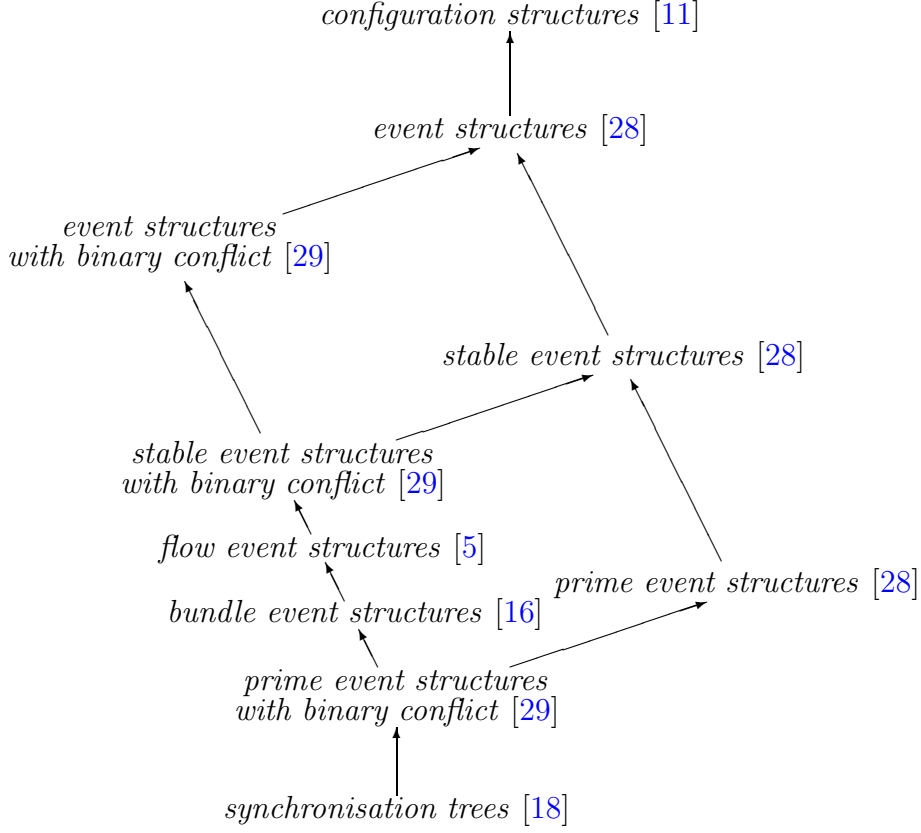 configuration structures [11]
event structures [28]
event structures
with binary conflict [29]
stable event structures [28]
stable event structures
with binary conflict [29]
flow event structures [5]
prime event structures [28]
bundle event structures [16]
prime event structures
with binary conflict [29]
synchronisation trees [18]